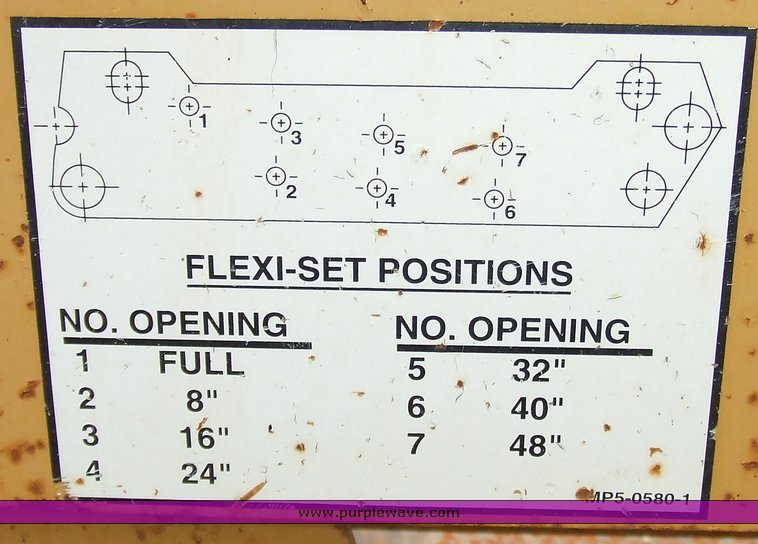 1
3
5
7
2
4
6
FLEXI-SET POSITIONS
NO. OPENING
1 FULL
2 8"
3 16"
4 24"
NO. OPENING
5 32"
6 40"
7 48"
MP5-0580-1
www.purplewave.com